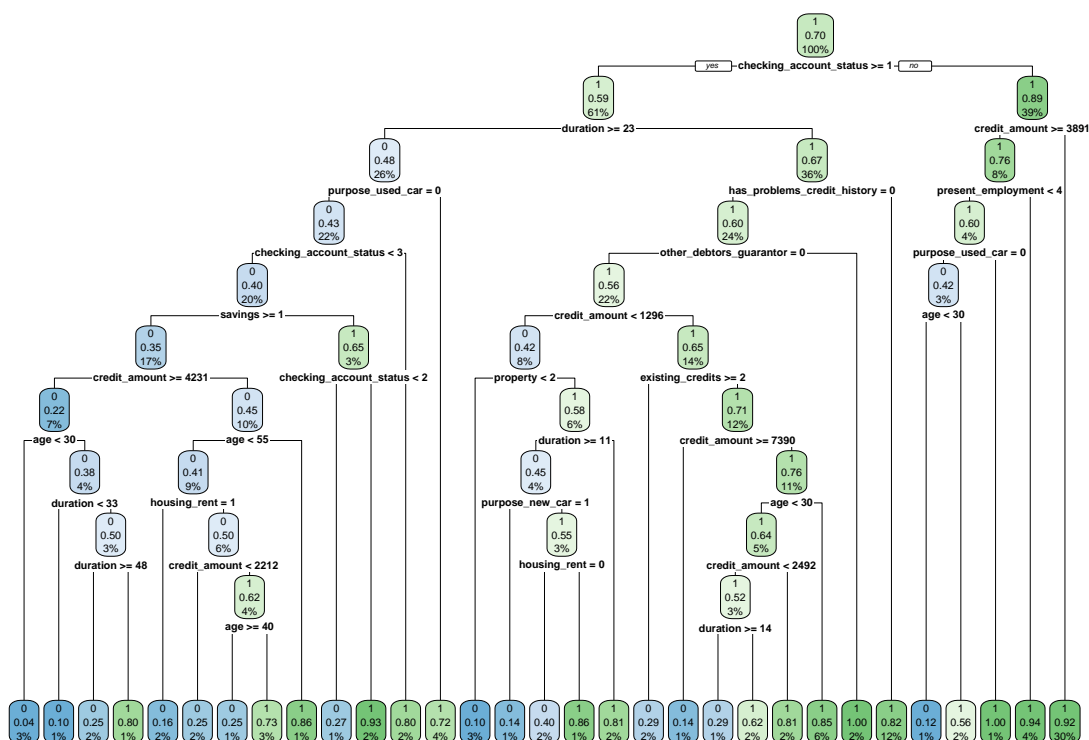 1
0.70
100%
yes checking_account_status >= 1 no
1
0.59
61%
1
0.89
39%
duration >= 23
credit_amount >= 3891
0
0.48
26%
1
0.67
36%
1
0.76
8%
purpose_used_car = 0
has_problems_credit_history = 0
present_employment < 4
0
0.43
22%
1
0.60
24%
1
0.60
4%
checking_account_status < 3
other_debtors_guarantor = 0
purpose_used_car = 0
0
0.40
20%
1
0.56
22%
0
0.42
3%
savings >= 1
credit_amount < 1296
age < 30
0
0.35
17%
1
0.65
3%
0
0.42
8%
1
0.65
14%
credit_amount >= 4231
checking_account_status < 2
property < 2
existing_credits >= 2
0
0.22
7%
0
0.45
10%
1
0.58
6%
1
0.71
12%
age < 30
age < 55
duration >= 11
credit_amount >= 7390
0
0.38
4%
0
0.41
9%
0
0.45
4%
1
0.76
11%
duration < 33
housing_rent = 1
purpose_new_car = 1
age < 30
0
0.50
3%
0
0.50
6%
1
0.55
3%
1
0.64
5%
duration >= 48
credit_amount < 2212
housing_rent = 0
credit_amount < 2492
1
0.62
4%
1
0.52
3%
age >= 40
duration >= 14
0 0 0 1 0 0 0 1 1 0 1 1 1 0 0 0 1 1 0 0 0 1 1 1 1 1 0 1 1 1 1
0.04 0.10 0.25 0.80 0.16 0.25 0.25 0.73 0.86 0.27 0.93 0.80 0.72 0.10 0.14 0.40 0.86 0.81 0.29 0.14 0.29 0.62 0.81 0.85 1.00 0.82 0.12 0.56 1.00 0.94 0.92
3% 1% 2% 1% 2% 2% 1% 3% 1% 1% 2% 2% 4% 3% 1% 2% 1% 2% 2% 1% 1% 2% 2% 6% 2% 12% 1% 2% 1% 4% 30%